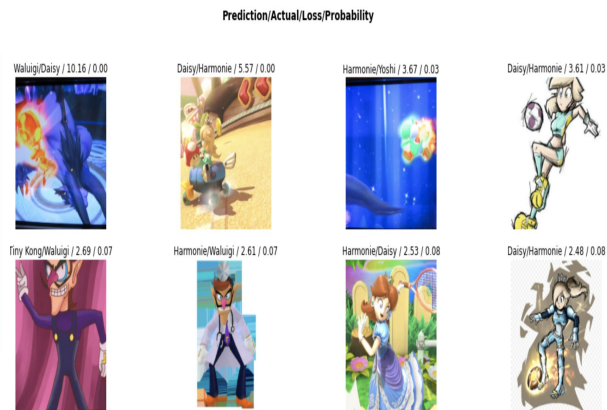 Prediction/Actual/Loss/Probability
Waluigi/Daisy / 10.16 / 0.00
Daisy/Harmonie / 5.57 / 0.00
Harmonie/Yoshi / 3.67 / 0.03
Daisy/Harmonie / 3.61 / 0.03
Tiny Kong/Waluigi / 2.69 / 0.07
Harmonie/Waluigi / 2.61 / 0.07
Harmonie/Daisy / 2.53 / 0.08
Daisy/Harmonie / 2.48 / 0.08